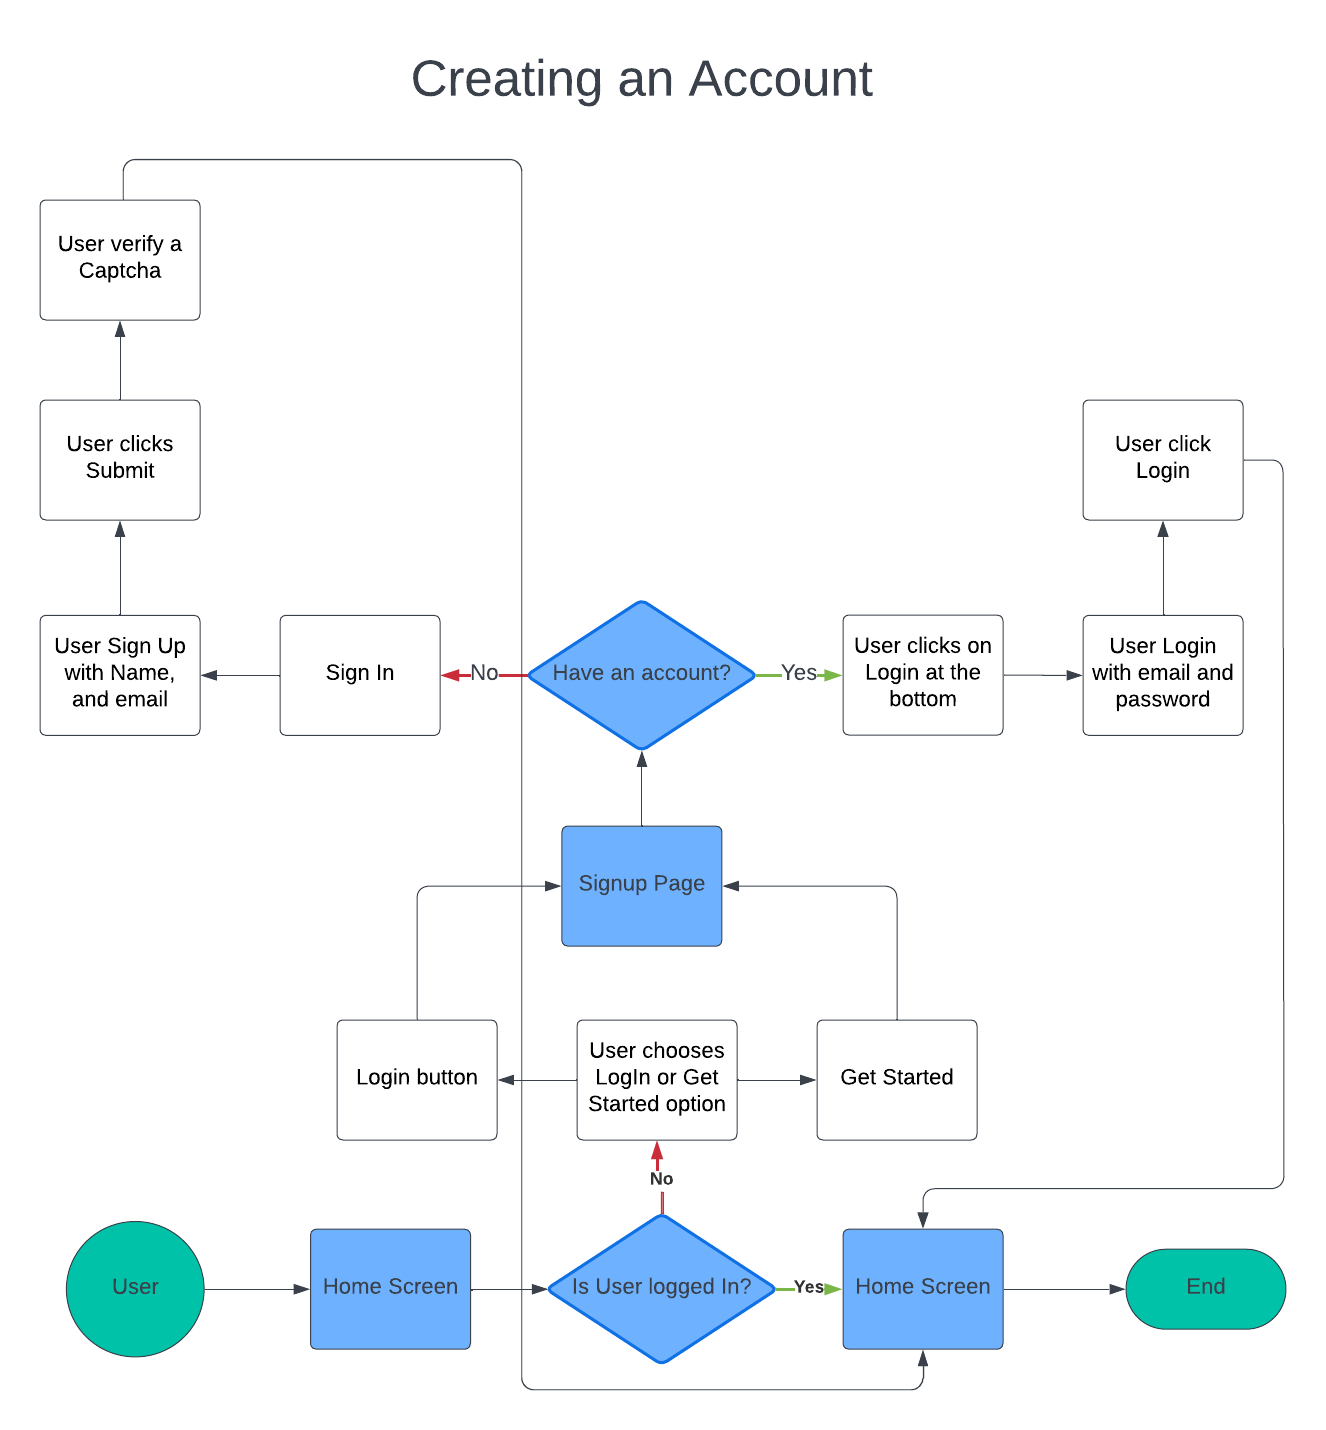 Creating an Account
User verify a
Captcha
User clicks
Submit
User click
Login
User Sign Up
with Name,
and email
Sign In
No
Have an account?
Yes
User clicks on
Login at the
bottom
User Login
with email and
password
Signup Page
Login button
User chooses
LogIn or Get
Started option
Get Started
No
User
Home Screen
Is User logged In?
Yes
Home Screen
End